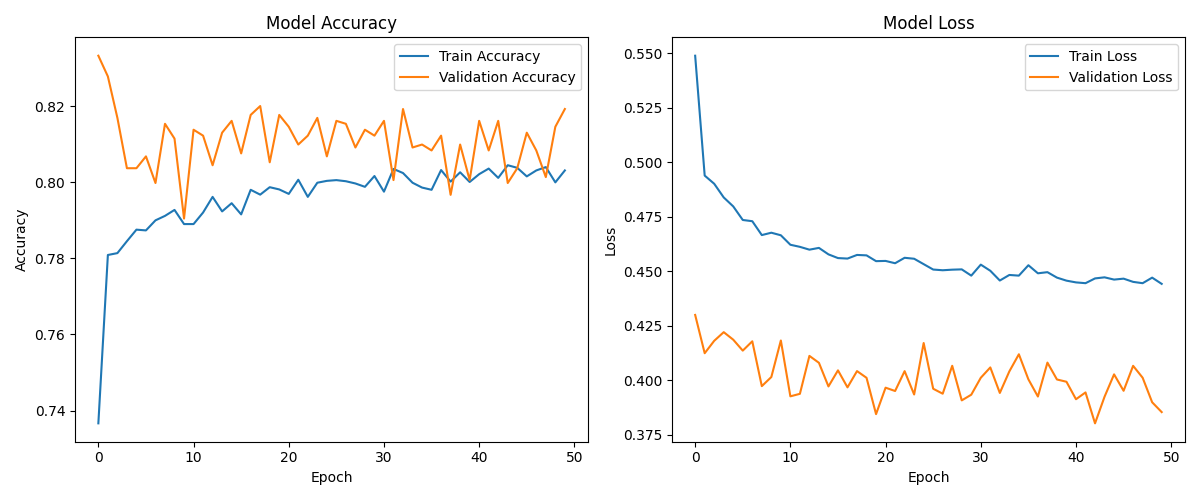 Model Accuracy
Train Accuracy
Validation Accuracy
Accuracy
0.82
0.80
0.78
0.76
0.74
0
10
20
30
40
50
Epoch
Model Loss
Train Loss
Validation Loss
Loss
0.550
0.525
0.500
0.475
0.450
0.425
0.400
0.375
0
10
20
30
40
50
Epoch